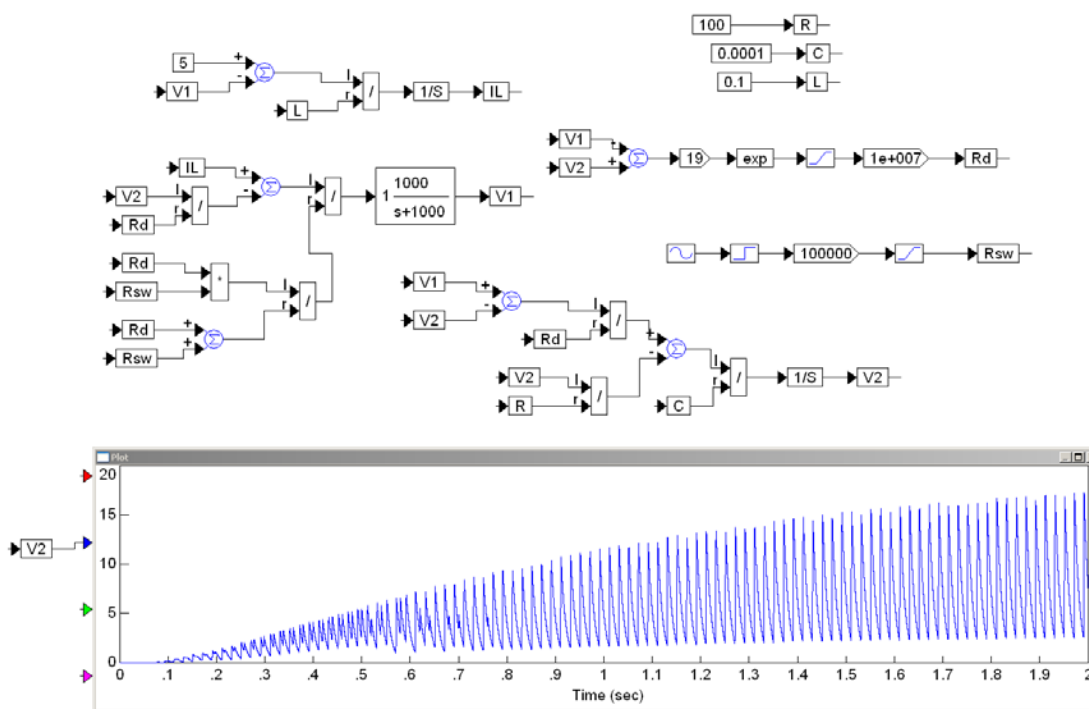 100 R
0.0001 C
0.1 L
5 +
V1 -
Σ
l
r
/
L
1/S
IL
V1 -
V2 +
Σ
19
exp
1e+007
Rd
IL +
-
Σ
V2 l
Rd r
/
l
r
/
1 1000
s+1000
V1
Rd
Rsw
*
Rd +
Rsw +
Σ
l
r
/
100000
Rsw
V1 +
V2 -
Σ
l
Rd r
/
+
-
Σ
V2 l
R r
/
l
C r
/
1/S
V2
Plot
V2
20
15
10
5
0
0 .1 .2 .3 .4 .5 .6 .7 .8 .9 1 1.1 1.2 1.3 1.4 1.5 1.6 1.7 1.8 1.9 2
Time (sec)